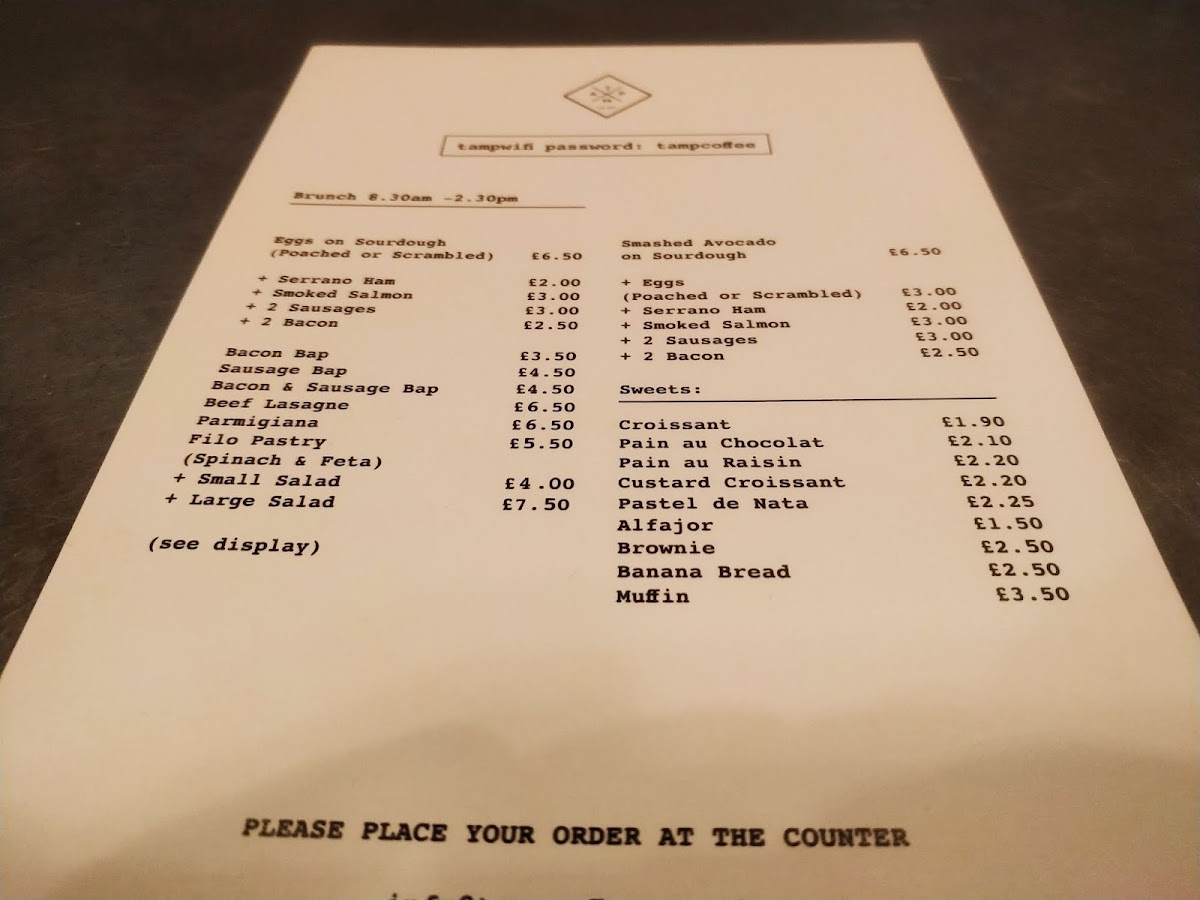 tampwifi password: tampcoffee
Brunch 8.30am -2.30pm
Eggs on Sourdough
(Poached or Scrambled) £6.50
+ Serrano Ham £2.00
+ Smoked Salmon £3.00
+ 2 Sausages £3.00
+ 2 Bacon £2.50
Bacon Bap £3.50
Sausage Bap £4.50
Bacon & Sausage Bap £4.50
Beef Lasagne £6.50
Parmigiana £6.50
Filo Pastry £5.50
(Spinach & Feta)
+ Small Salad £4.00
+ Large Salad £7.50
(see display)
Smashed Avocado
on Sourdough £6.50
+ Eggs
(Poached or Scrambled) £3.00
+ Serrano Ham £2.00
+ Smoked Salmon £3.00
+ 2 Sausages £3.00
+ 2 Bacon £2.50
Sweets:
Croissant £1.90
Pain au Chocolat £2.10
Pain au Raisin £2.20
Custard Croissant £2.20
Pastel de Nata £2.25
Alfajor £1.50
Brownie £2.50
Banana Bread £2.50
Muffin £3.50
PLEASE PLACE YOUR ORDER AT THE COUNTER